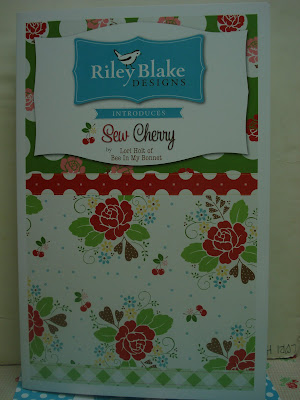 Riley Blake
DESIGNS
INTRODUCES
Sew Cherry
by Lori Holt of
Bee In My Bonnet